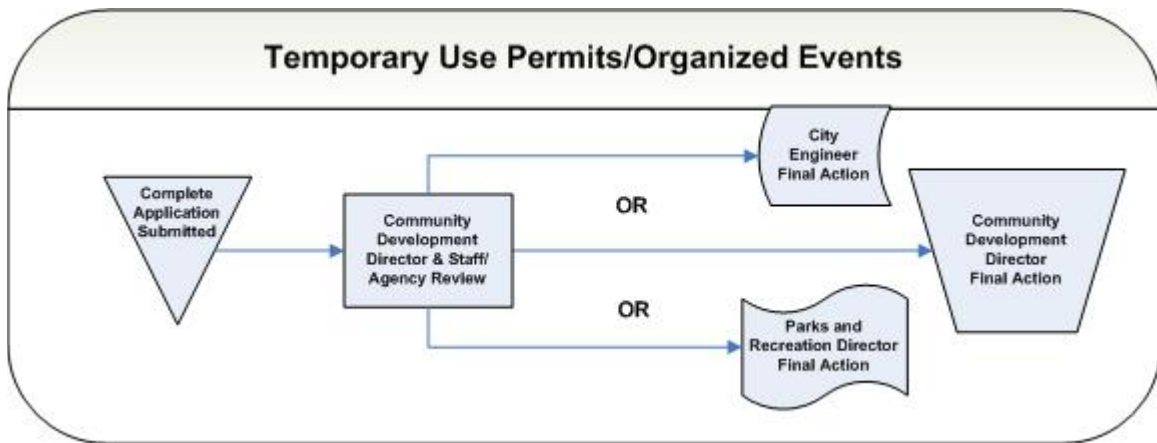 Temporary Use Permits/Organized Events
Complete
Application
Submitted
Community
Development
Director & Staff/
Agency Review
OR
OR
City
Engineer
Final Action
Community
Development
Director
Final Action
Parks and
Recreation Director
Final Action